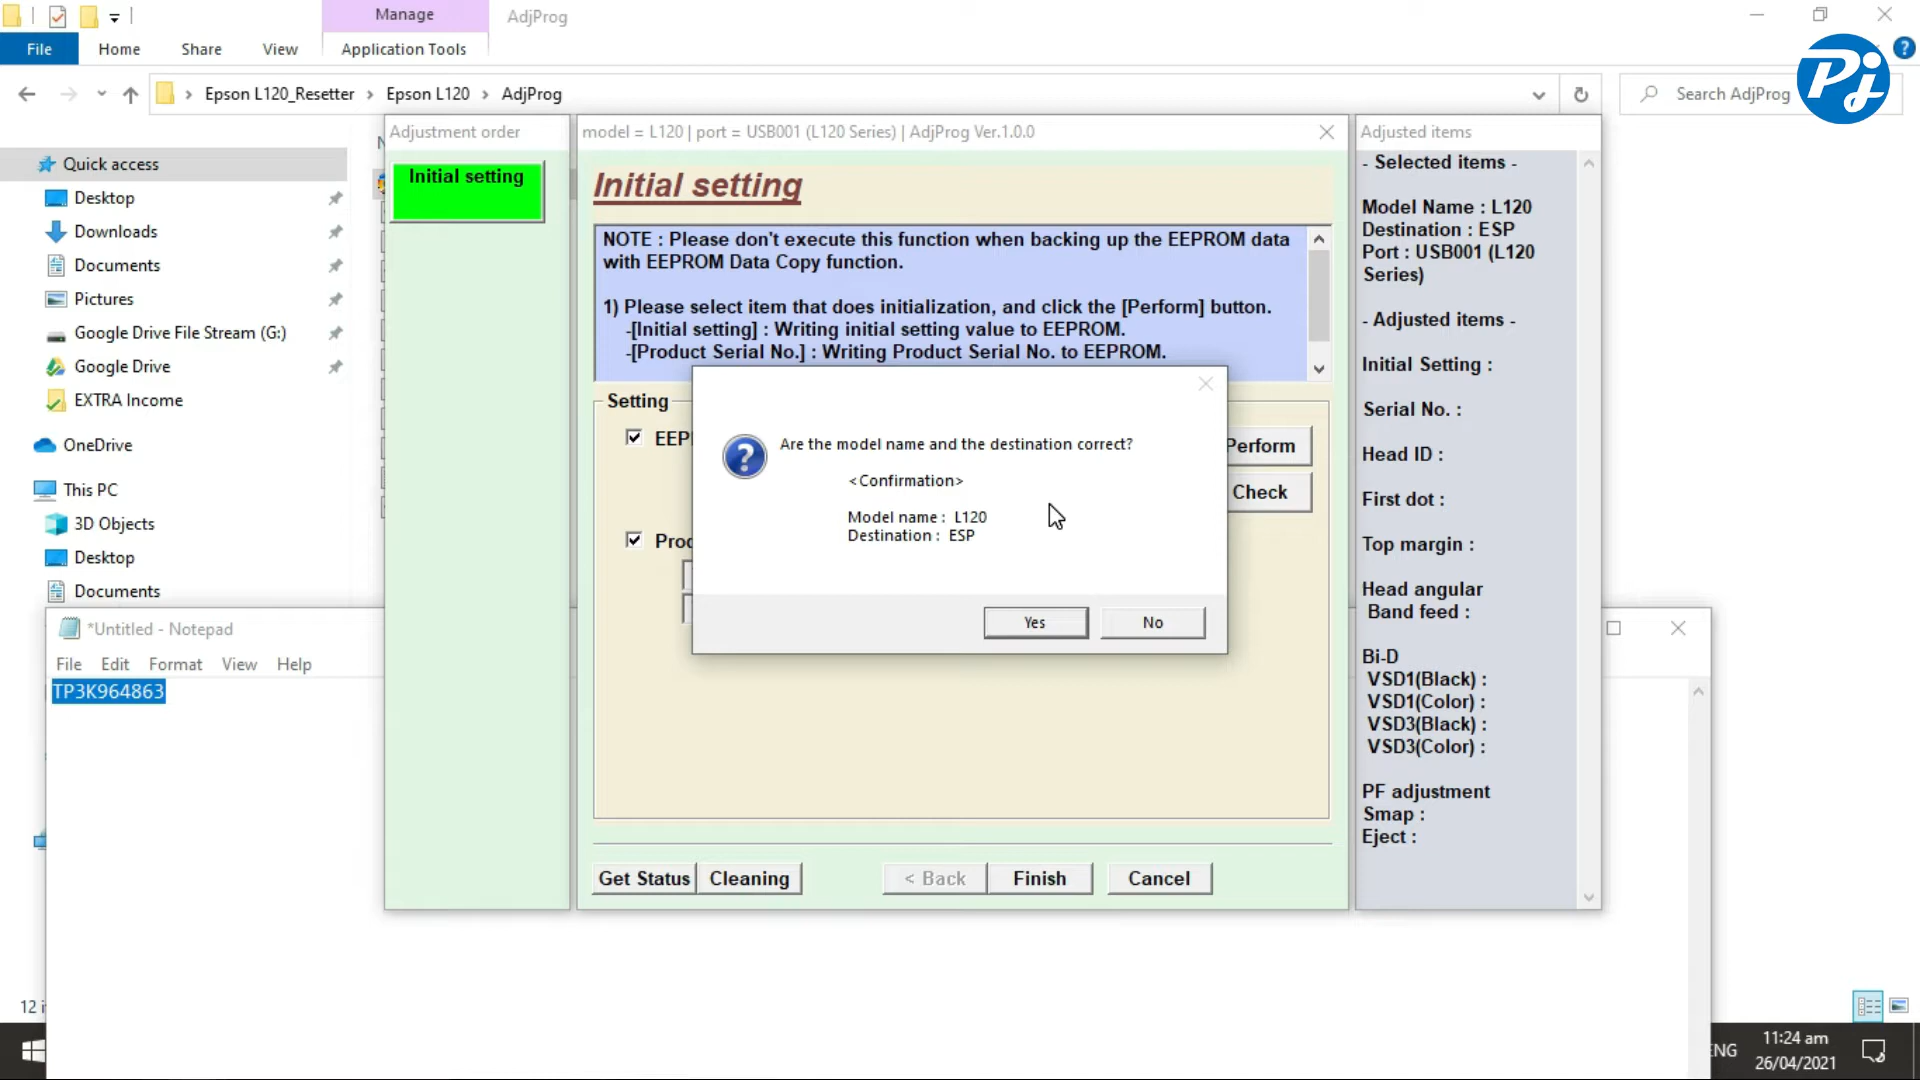 Manage
AdjProg
File
Home
Share
View
Application Tools
Epson L120_Resetter
Epson L120
AdjProg
Search AdjProg
Pj
?
Quick access
Desktop
Downloads
Documents
Pictures
Google Drive File Stream (G:)
Google Drive
EXTRA Income
OneDrive
This PC
3D Objects
Desktop
Documents
Adjustment order
Initial setting
model = L120 | port = USB001 (L120 Series) | AdjProg Ver.1.0.0
Initial setting
NOTE : Please don't execute this function when backing up the EEPROM data
with EEPROM Data Copy function.
1) Please select item that does initialization, and click the [Perform] button.
-[Initial setting] : Writing initial setting value to EEPROM.
-[Product Serial No.] : Writing Product Serial No. to EEPROM.
Setting
EEP
Perform
Check
Prod
Are the model name and the destination correct?
<Confirmation>
Model name : L120
Destination : ESP
Yes
No
Get Status
Cleaning
< Back
Finish
Cancel
Adjusted items
- Selected items -
Model Name : L120
Destination : ESP
Port : USB001 (L120
Series)
- Adjusted items -
Initial Setting :
Serial No. :
Head ID :
First dot :
Top margin :
Head angular
Band feed :
Bi-D
VSD1(Black) :
VSD1(Color) :
VSD3(Black) :
VSD3(Color) :
PF adjustment
Smap :
Eject :
*Untitled - Notepad
File
Edit
Format
View
Help
TP3K964863
12 i
ENG
11:24 am
26/04/2021